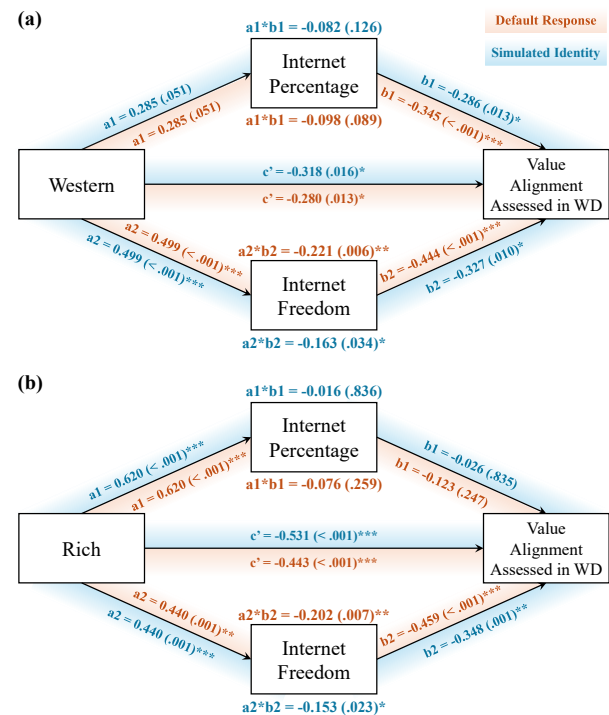 (a)
a1*b1 = -0.082 (.126)
Default Response
Simulated Identity
Internet
Percentage
a1 = 0.285 (.051)
a1 = 0.285 (.051)
b1 = -0.286 (.013)*
b1 = -0.345 (< .001)***
a1*b1 = -0.098 (.089)
Western
c' = -0.318 (.016)*
c' = -0.280 (.013)*
Value
Alignment
Assessed in WD
a2 = 0.499 (< .001)***
a2 = 0.499 (< .001)***
a2*b2 = -0.221 (.006)**
b2 = -0.444 (< .001)***
b2 = -0.327 (.010)*
Internet
Freedom
a2*b2 = -0.163 (.034)*
(b)
a1*b1 = -0.016 (.836)
Internet
Percentage
a1 = 0.620 (< .001)***
a1 = 0.620 (< .001)***
b1 = -0.026 (.835)
b1 = -0.123 (.247)
a1*b1 = -0.076 (.259)
Rich
c' = -0.531 (< .001)***
c' = -0.443 (< .001)***
Value
Alignment
Assessed in WD
a2 = 0.440 (.001)**
a2 = 0.440 (.001)***
a2*b2 = -0.202 (.007)**
b2 = -0.459 (< .001)***
b2 = -0.348 (.001)**
Internet
Freedom
a2*b2 = -0.153 (.023)*